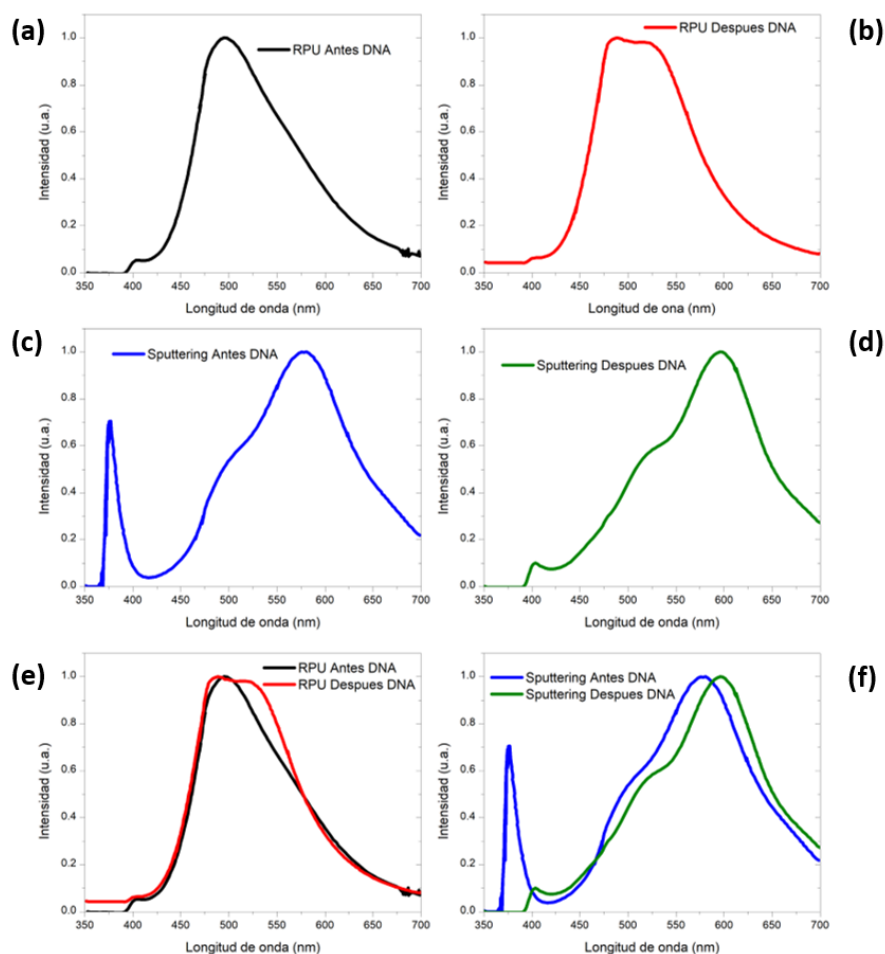 (a)
RPU Antes DNA
Intensidad (u.a.)
1.0
0.8
0.6
0.4
0.2
0.0
350 400 450 500 550 600 650 700
Longitud de onda (nm)
(b)
RPU Despues DNA
Intensidad (u.a.)
1.0
0.8
0.6
0.4
0.2
0.0
350 400 450 500 550 600 650 700
Longitud de ona (nm)
(c)
Sputtering Antes DNA
Intensidad (u.a.)
1.0
0.8
0.6
0.4
0.2
0.0
350 400 450 500 550 600 650 700
Longitud de onda (nm)
(d)
Sputtering Despues DNA
Intensidad (u.a.)
1.0
0.8
0.6
0.4
0.2
0.0
350 400 450 500 550 600 650 700
Longitud de onda (nm)
(e)
RPU Antes DNA
RPU Despues DNA
Intensidad (u.a.)
1.0
0.8
0.6
0.4
0.2
0.0
350 400 450 500 550 600 650 700
Longitud de onda (nm)
(f)
Sputtering Antes DNA
Sputtering Despues DNA
Intensidad (u.a.)
1.0
0.8
0.6
0.4
0.2
0.0
350 400 450 500 550 600 650 700
Longitud de onda (nm)